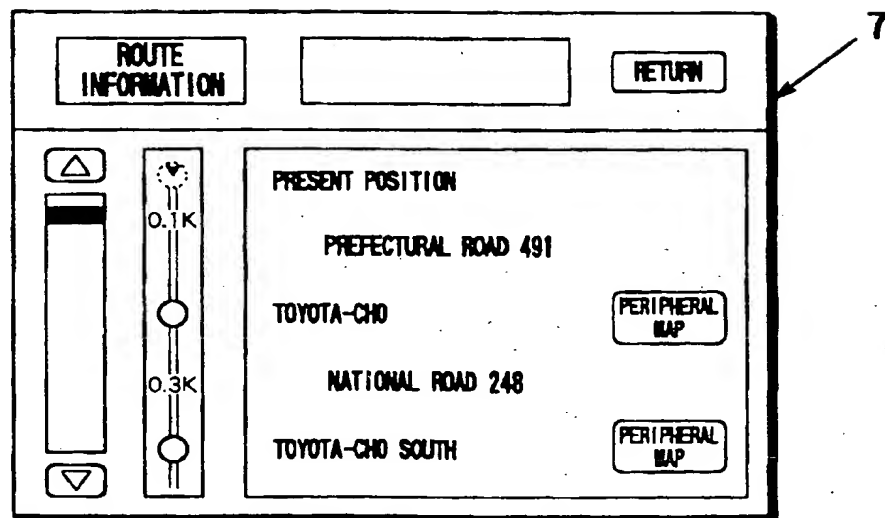 7
ROUTE
INFORMATION
RETURN
PRESENT POSITION
0.1K
PREFECTURAL ROAD 491
TOYOTA-CHO
PERIPHERAL
MAP
0.3K
NATIONAL ROAD 248
TOYOTA-CHO SOUTH
PERIPHERAL
MAP